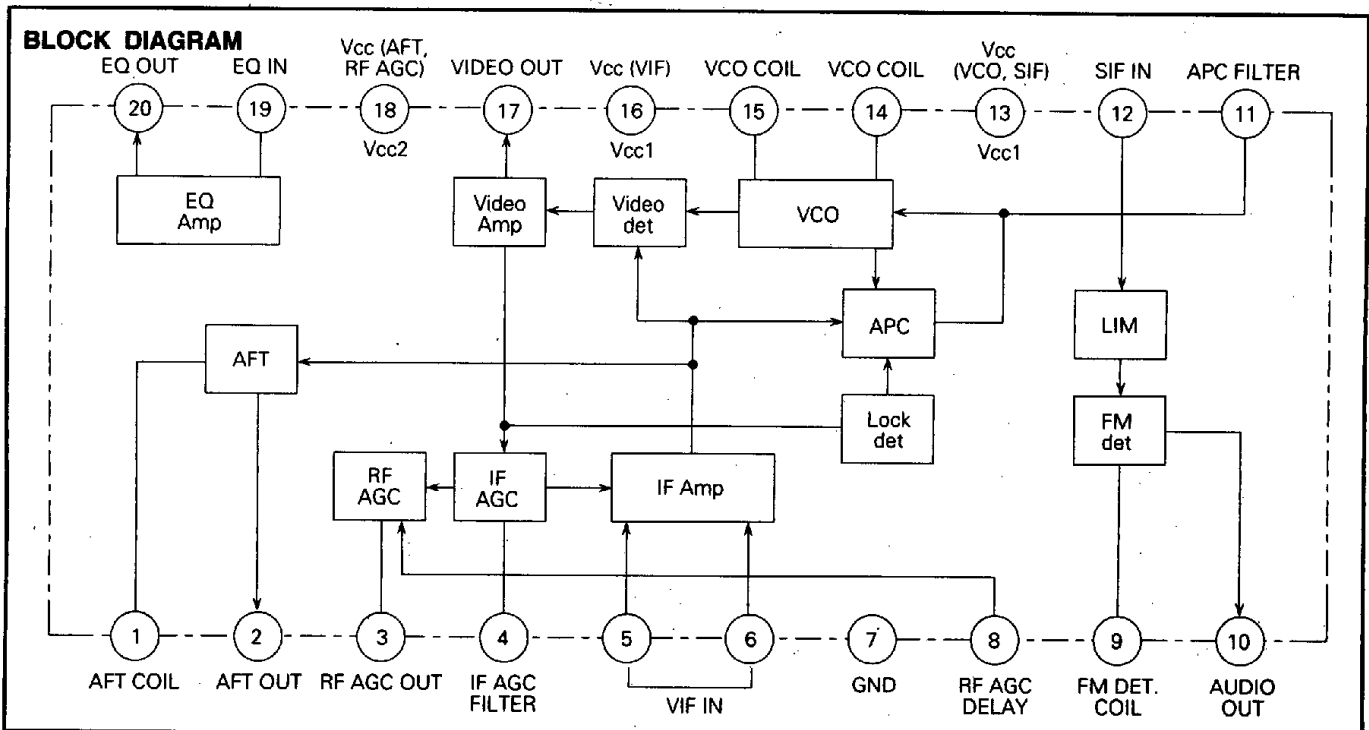 BLOCK DIAGRAM
EQ OUT
EQ IN
Vcc (AFT,
RF AGC)
VIDEO OUT
Vcc (VIF)
VCO COIL
VCO COIL
Vcc
(VCO, SIF)
SIF IN
APC FILTER
20
19
18
17
16
15
14
13
12
11
Vcc2
Vcc1
Vcc1
EQ
Amp
Video
Amp
Video
det
VCO
APC
LIM
AFT
Lock
det
FM
det
RF
AGC
IF
AGC
IF Amp
1
2
3
4
5
6
7
8
9
10
AFT COIL
AFT OUT
RF AGC OUT
IF AGC
FILTER
VIF IN
GND
RF AGC
DELAY
FM DET.
COIL
AUDIO
OUT